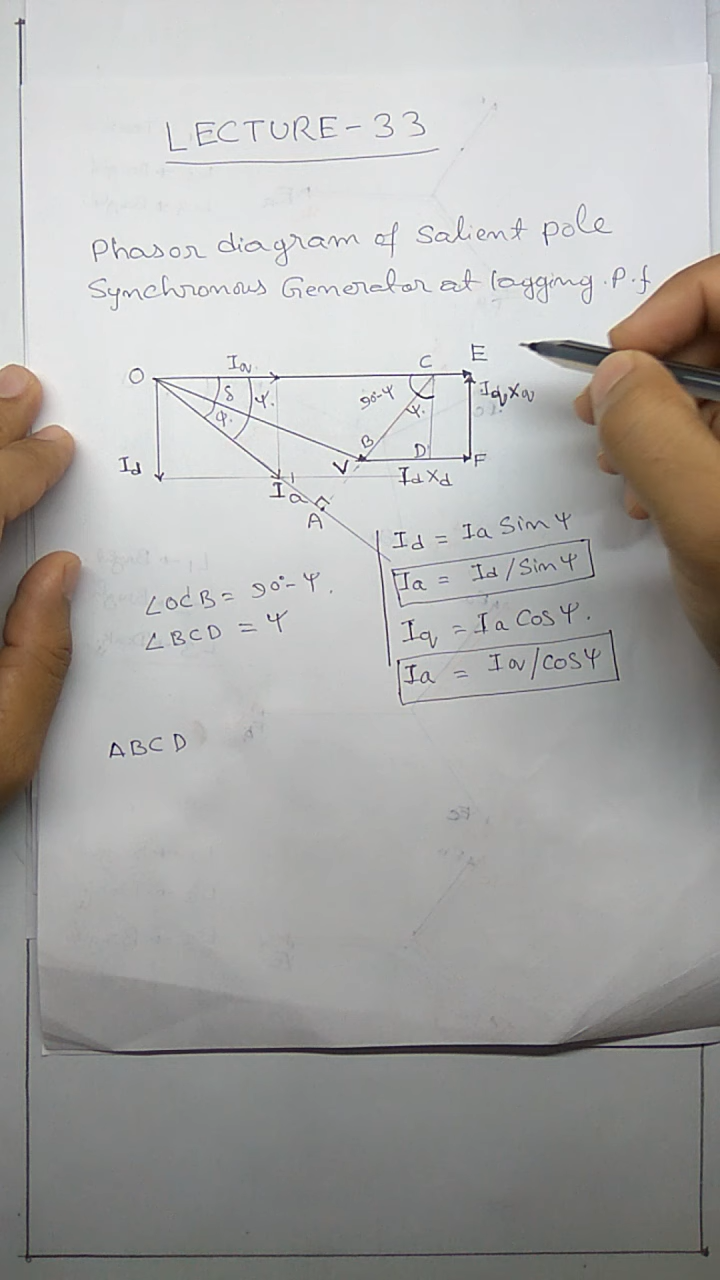 LECTURE-33
Phasor diagram of Salient pole
Synchronous Generator at lagging P.f
O
Iq
C
E
δ
ψ.
φ.
90-ψ
ψ.
Iq Xq
B
D
Id
V
F
Ia
Id Xd
A
Id = Ia Sin ψ
Ia = Id / Sin ψ
∠OCB = 90°- ψ.
∠BCD = ψ
Iq = Ia Cos ψ.
Ia = Iq / Cos ψ
ABCD